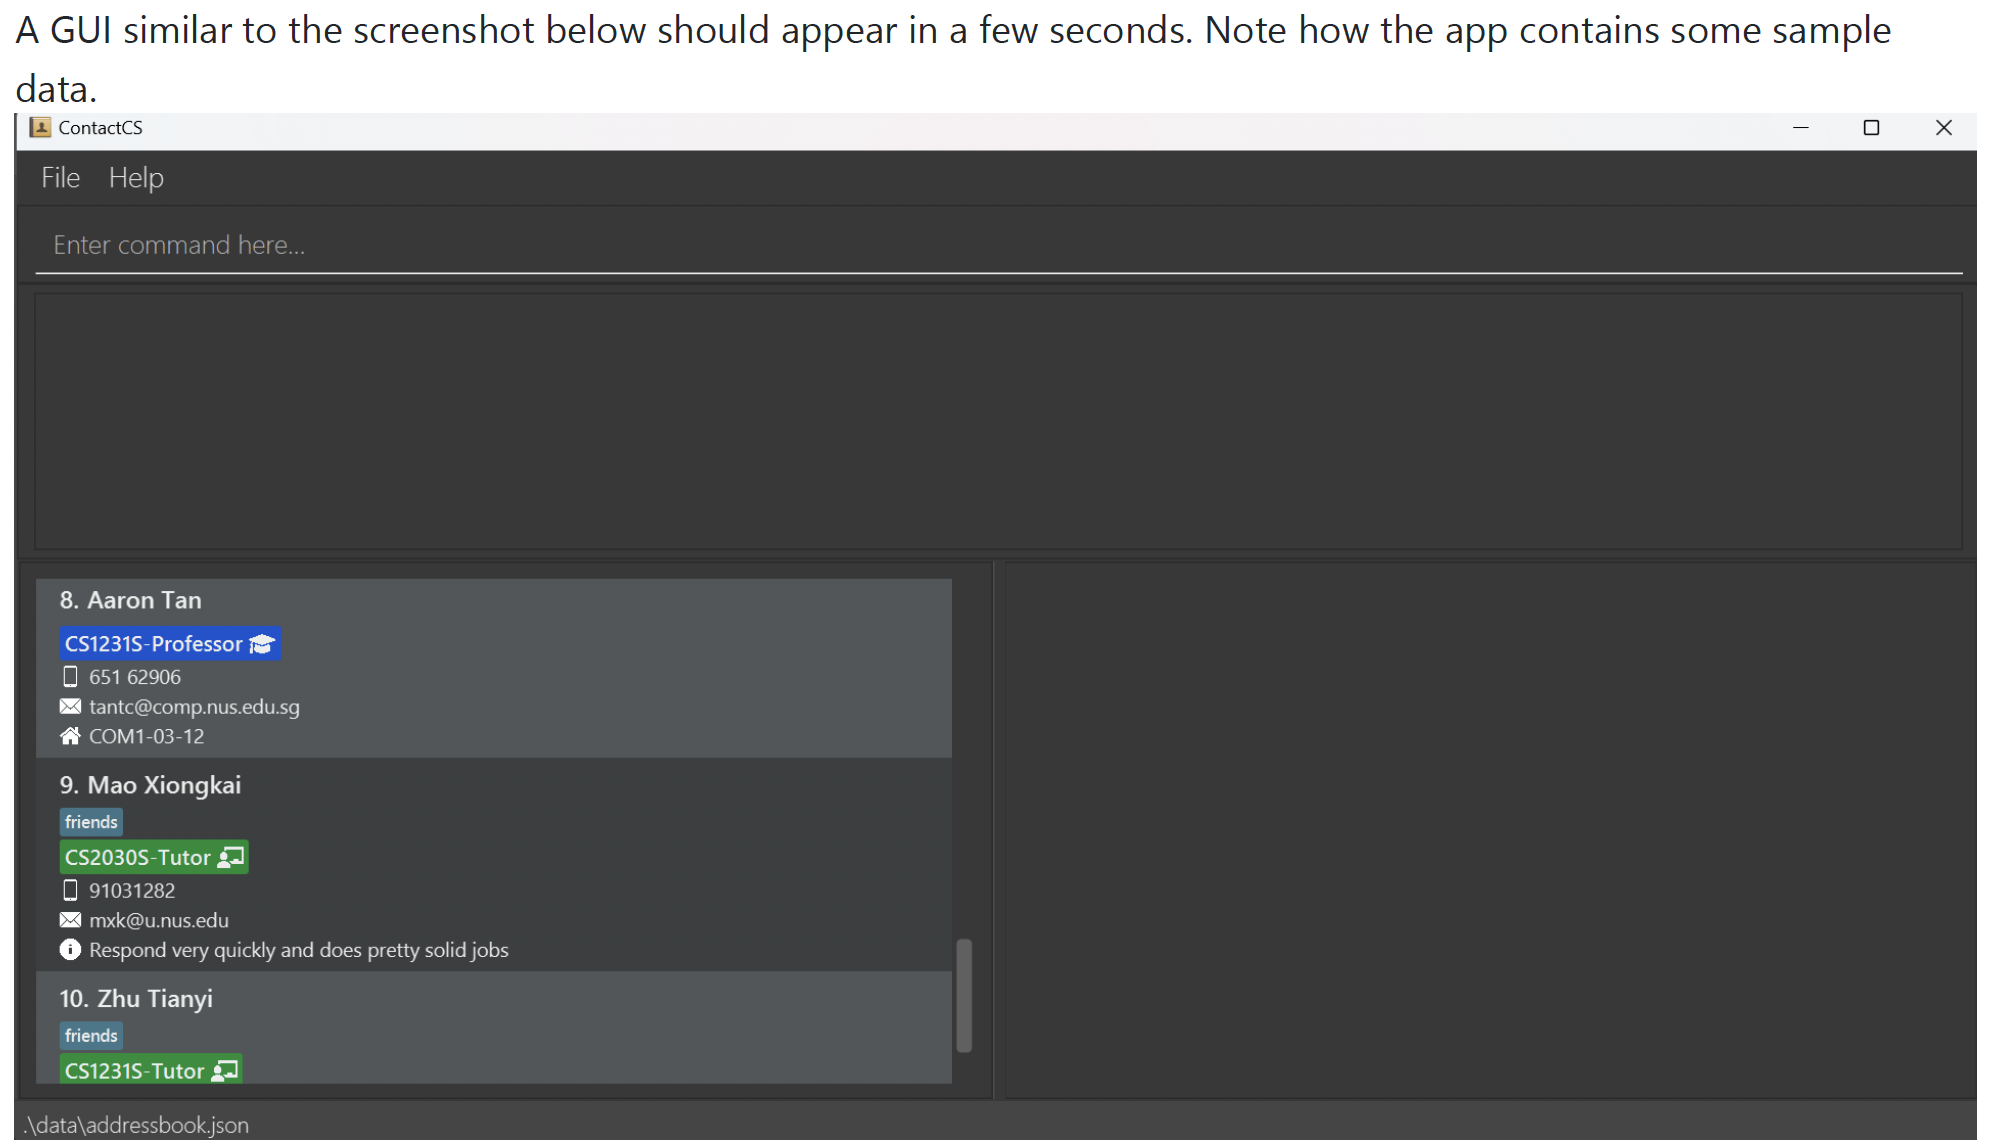 A GUI similar to the screenshot below should appear in a few seconds. Note how the app contains some sample
data.
ContactCS
File Help
Enter command here...
8. Aaron Tan
CS1231S-Professor
651 62906
tantc@comp.nus.edu.sg
COM1-03-12
9. Mao Xiongkai
friends
CS2030S-Tutor
91031282
mxk@u.nus.edu
Respond very quickly and does pretty solid jobs
10. Zhu Tianyi
friends
CS1231S-Tutor
.\data\addressbook.json